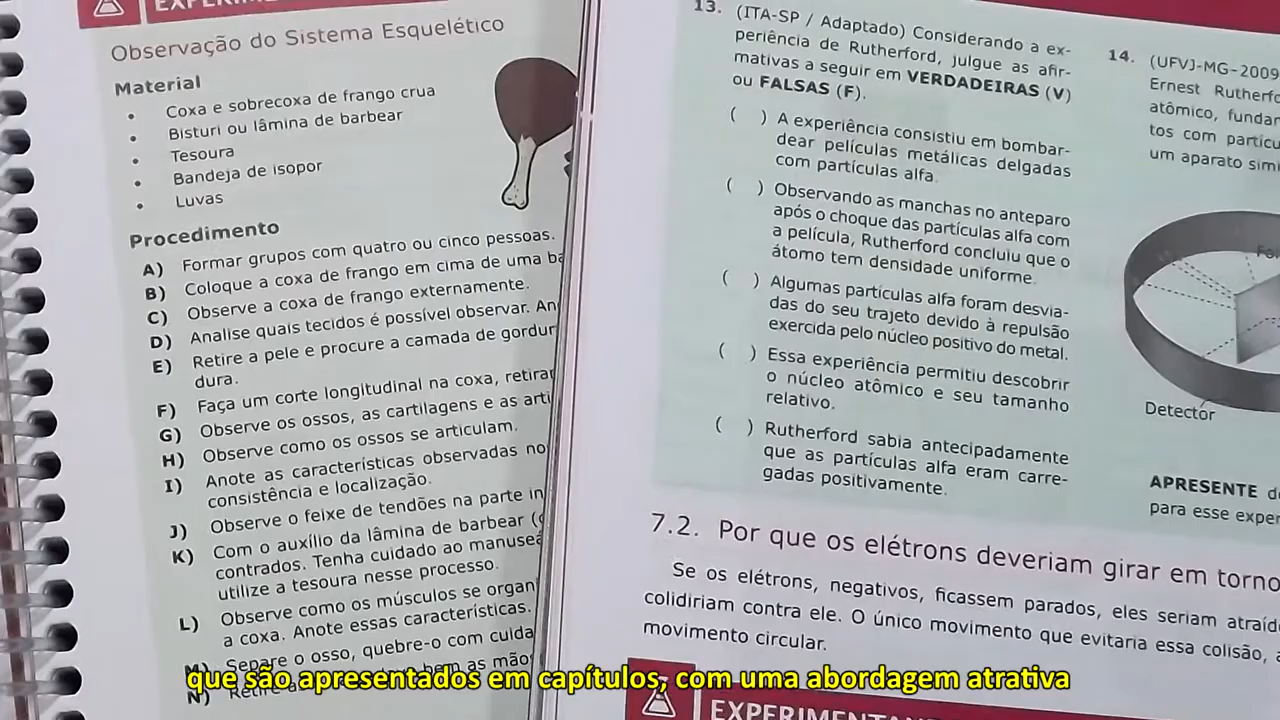 Observação do Sistema Esquelético
Material
• Coxa e sobrecoxa de frango crua
• Bisturi ou lâmina de barbear
• Tesoura
• Bandeja de isopor
• Luvas
Procedimento
A) Formar grupos com quatro ou cinco pessoas.
B) Coloque a coxa de frango em cima de uma
C) Observe a coxa de frango externamente.
D) Analise quais tecidos é possível observar.
E) Retire a pele e procure a camada de
dura.
F) Faça um corte longitudinal na coxa,
G) Observe os ossos, as cartilagens e as
H) Observe como os ossos se articulam.
I) Anote as características observadas
consistência e localização.
J) Observe o feixe de tendões na parte
K) Com o auxílio da lâmina de barbear
contrados. Tenha cuidado ao
utilize a tesoura nesse processo.
L) Observe como os músculos se
a coxa. Anote essas características.
M) Separe o osso, quebre-o com
N)
13. (ITA-SP / Adaptado) Considerando a ex-
periência de Rutherford, julgue as afir-
mativas a seguir em VERDADEIRAS (V)
ou FALSAS (F).
( ) A experiência consistiu em bombar-
dear películas metálicas delgadas
com partículas alfa.
( ) Observando as manchas no anteparo
após o choque das partículas alfa com
a película, Rutherford concluiu que o
átomo tem densidade uniforme.
( ) Algumas partículas alfa foram desvia-
das do seu trajeto devido à repulsão
exercida pelo núcleo positivo do metal.
( ) Essa experiência permitiu descobrir
o núcleo atômico e seu tamanho
relativo.
( ) Rutherford sabia antecipadamente
que as partículas alfa eram carre-
gadas positivamente.
14. (UFVJ-MG–2009
Ernest
atômico,
tos com
um aparato
Detector
APRESENTE
para esse
7.2. Por que os elétrons deveriam girar em torno
Se os elétrons, negativos, ficassem parados, eles seriam
colidiriam contra ele. O único movimento que evitaria essa colisão,
movimento circular.
que são apresentados em capítulos, com uma abordagem atrativa